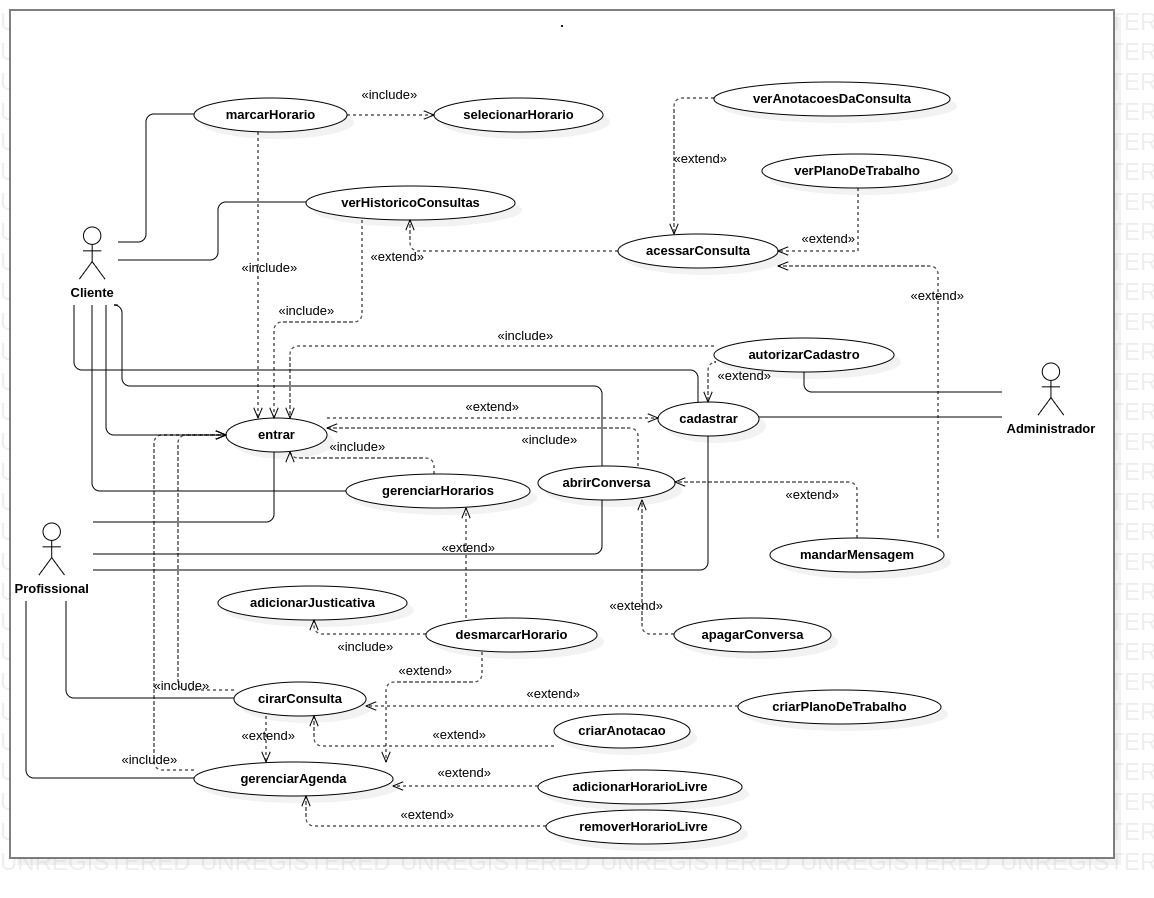 .
verAnotacoesDaConsulta
«include»
marcarHorario
selecionarHorario
«extend»
verPlanoDeTrabalho
verHistoricoConsultas
«extend»
acessarConsulta
«extend»
«include»
Cliente
«extend»
«include»
«include»
autorizarCadastro
«extend»
«extend»
cadastrar
Administrador
entrar
«include»
«include»
gerenciarHorarios
abrirConversa
«extend»
«extend»
mandarMensagem
Profissional
adicionarJusticativa
«extend»
desmarcarHorario
apagarConversa
«include»
«extend»
«include»
cirarConsulta
«extend»
criarPlanoDeTrabalho
«extend»
«extend»
criarAnotacao
«include»
gerenciarAgenda
«extend»
adicionarHorarioLivre
«extend»
removerHorarioLivre
UNREGISTERED UNREGISTERED UNREGISTERED UNREGISTERED UNREGISTERED UNREGISTERED